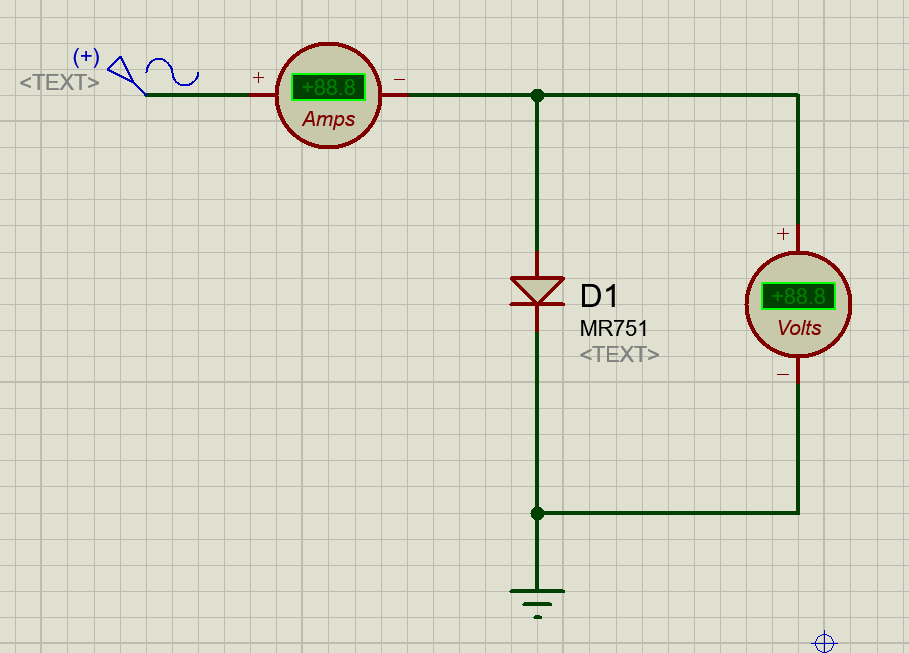 (+)
<TEXT>
+
−
+88.8
Amps
+
+88.8
Volts
−
D1
MR751
<TEXT>